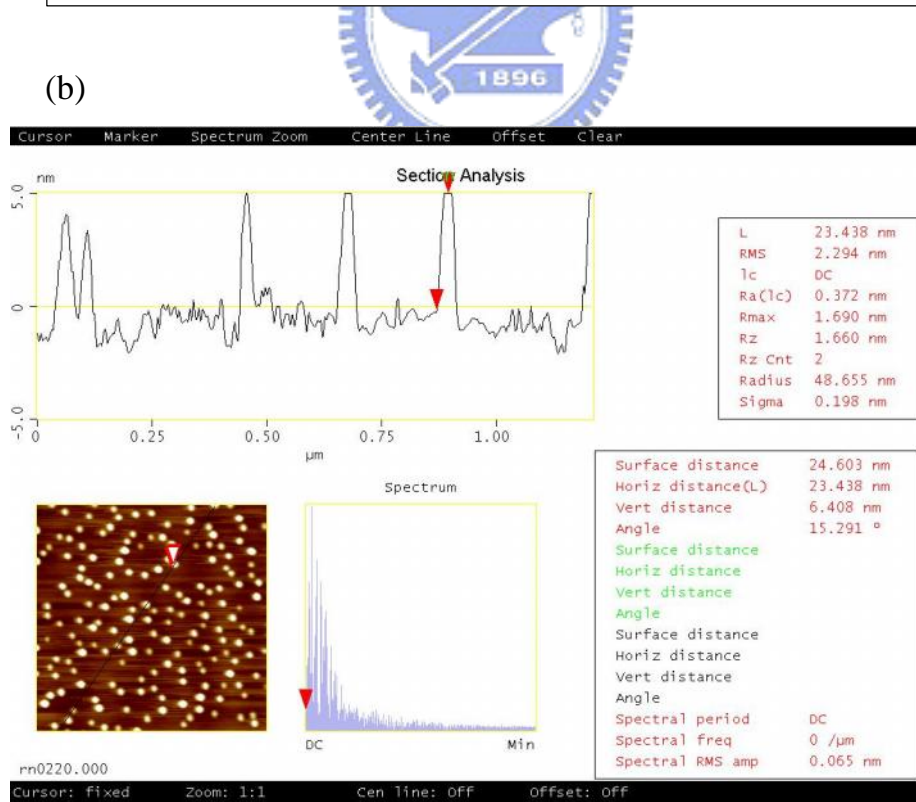 1896
(b)
Cursor Marker Spectrum Zoom Center Line Offset Clear
Section Analysis
nm
5.0
0
-5.0
0 0.25 0.50 0.75 1.00
µm
L 23.438 nm
RMS 2.294 nm
lc DC
Ra(lc) 0.372 nm
Rmax 1.690 nm
Rz 1.660 nm
Rz Cnt 2
Radius 48.655 nm
Sigma 0.198 nm
Surface distance 24.603 nm
Horiz distance(L) 23.438 nm
Vert distance 6.408 nm
Angle 15.291 °
Surface distance
Horiz distance
Vert distance
Angle
Surface distance
Horiz distance
Vert distance
Angle
Spectral period DC
Spectral freq 0 /µm
Spectral RMS amp 0.065 nm
Spectrum
DC Min
rn0220.000
Cursor: fixed Zoom: 1:1 Cen line: Off Offset: Off